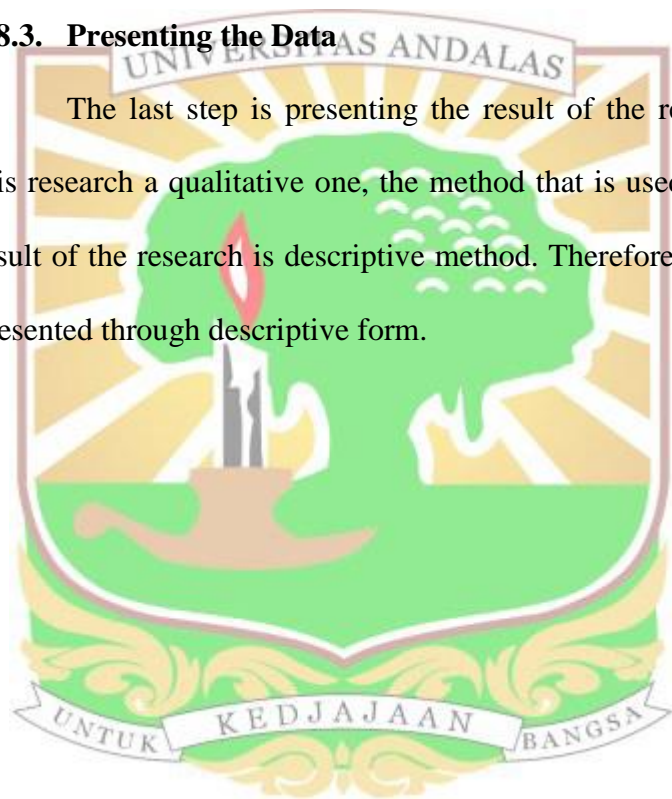 8.3. Presenting the Data
UNIVERSITAS ANDALAS
The last step is presenting the result of the re
is research a qualitative one, the method that is used
sult of the research is descriptive method. Therefore
esented through descriptive form.
UNTUK KEDJAJAAN BANGSA